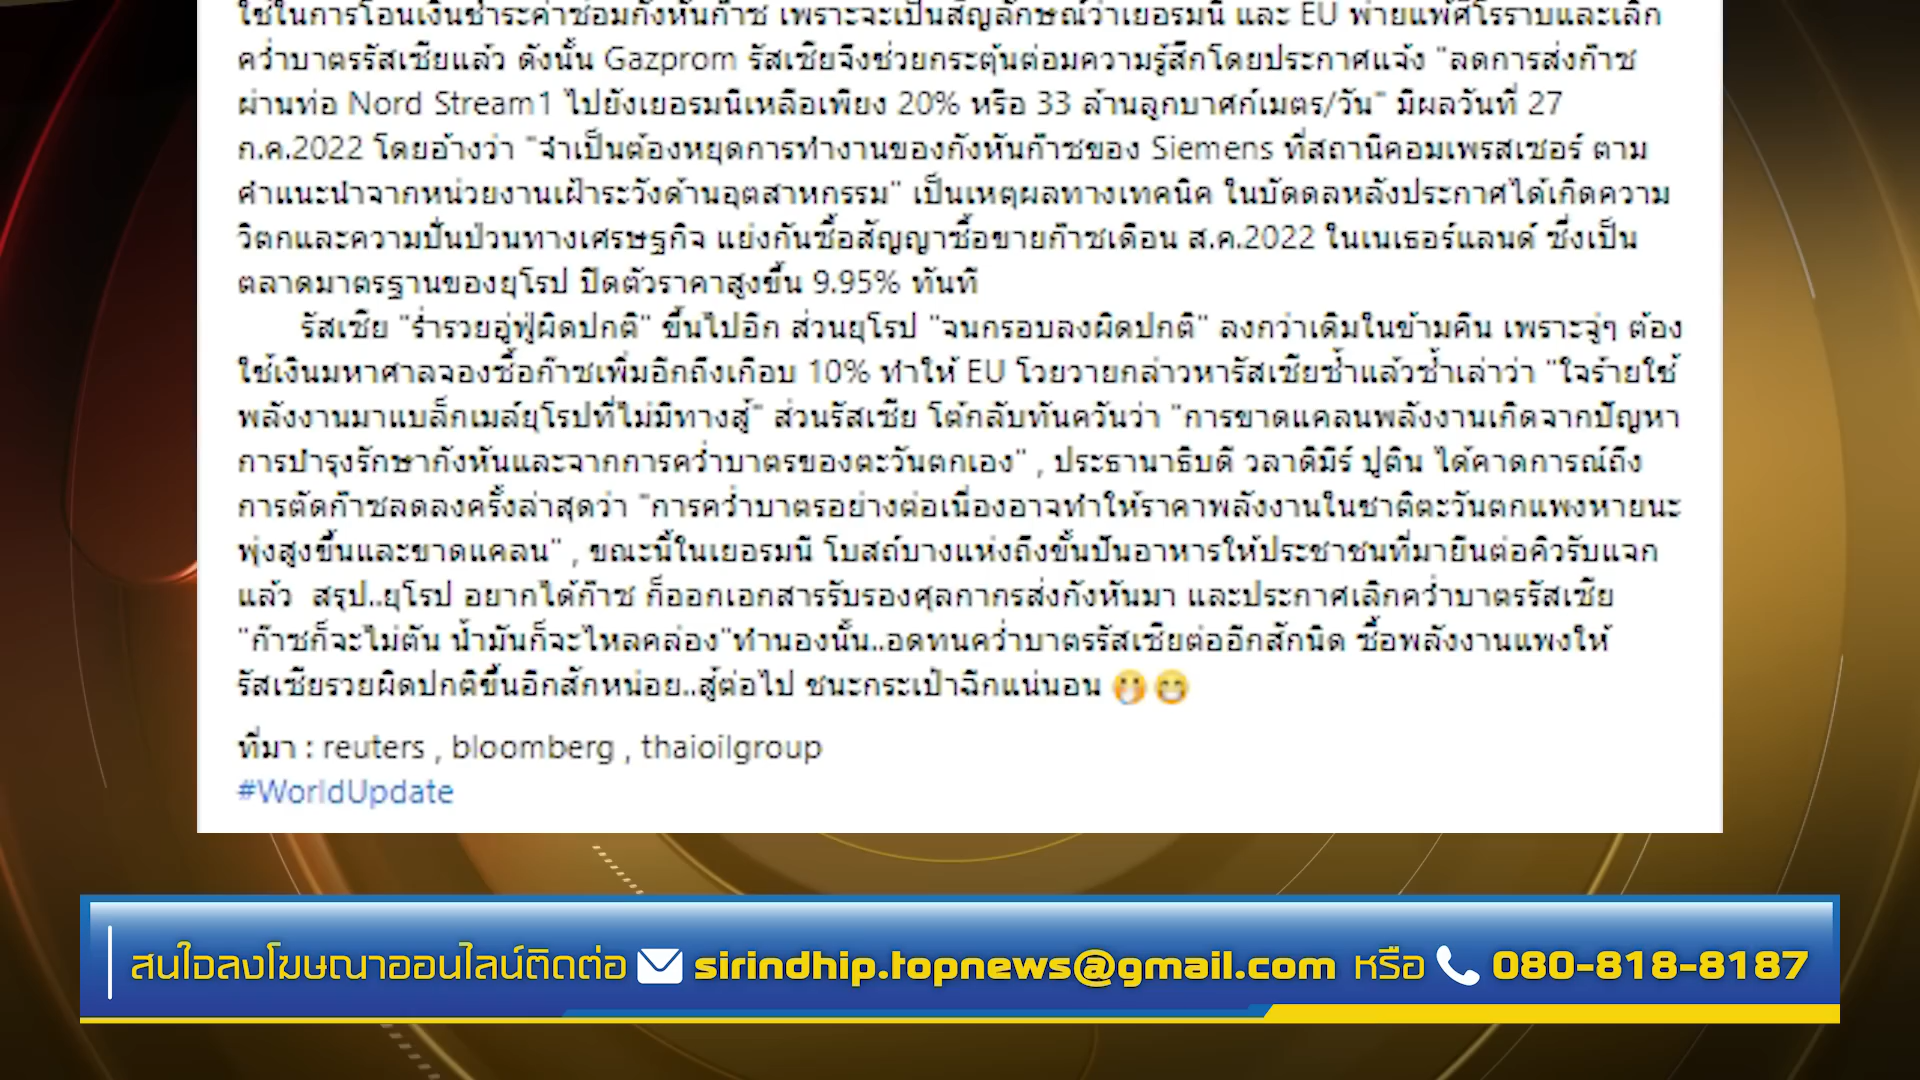 ใช้ในการโอนเงินชำระค่าซ่อมกังหันก๊าซ เพราะจะเป็นสัญลักษณ์ว่าเยอรมนี และ EU พ่ายแพ้ศิโรราบและเลิก
คว่ำบาตรรัสเซียแล้ว ดังนั้น Gazprom รัสเซียจึงช่วยกระตุ้นต่อมความรู้สึกโดยประกาศแจ้ง "ลดการส่งก๊าซ
ผ่านท่อ Nord Stream1 ไปยังเยอรมนีเหลือเพียง 20% หรือ 33 ล้านลูกบาศก์เมตร/วัน" มีผลวันที่ 27
ก.ค.2022 โดยอ้างว่า "จำเป็นต้องหยุดการทำงานของกังหันก๊าซของ Siemens ที่สถานีคอมเพรสเซอร์ ตาม
คำแนะนำจากหน่วยงานเฝ้าระวังด้านอุตสาหกรรม" เป็นเหตุผลทางเทคนิค ในบัดดลหลังประกาศได้เกิดความ
วิตกและความปั่นป่วนทางเศรษฐกิจ แย่งกันซื้อสัญญาซื้อขายก๊าซเดือน ส.ค.2022 ในเนเธอร์แลนด์ ซึ่งเป็น
ตลาดมาตรฐานของยุโรป ปิดตัวราคาสูงขึ้น 9.95% ทันที
รัสเซีย "ร่ำรวยอู่ฟู่ผิดปกติ" ขึ้นไปอีก ส่วนยุโรป "จนกรอบลงผิดปกติ" ลงกว่าเดิมในข้ามคืน เพราะจู่ๆ ต้อง
ใช้เงินมหาศาลจองซื้อก๊าซเพิ่มอีกถึงเกือบ 10% ทำให้ EU โวยวายกล่าวหารัสเซียซ้ำแล้วซ้ำเล่าว่า "ใจร้ายใช้
พลังงานมาแบล็กเมล์ยุโรปที่ไม่มีทางสู้" ส่วนรัสเซีย โต้กลับทันควันว่า "การขาดแคลนพลังงานเกิดจากปัญหา
การบำรุงรักษากังหันและจากการคว่ำบาตรของตะวันตกเอง" , ประธานาธิบดี วลาดิมีร์ ปูติน ได้คาดการณ์ถึง
การตัดก๊าซลดลงครั้งล่าสุดว่า "การคว่ำบาตรอย่างต่อเนื่องอาจทำให้ราคาพลังงานในชาติตะวันตกแพงหายนะ
พุ่งสูงขึ้นและขาดแคลน" , ขณะนี้ในเยอรมนี โบสถ์บางแห่งถึงขั้นปันอาหารให้ประชาชนที่มายืนต่อคิวรับแจก
แล้ว สรุป..ยุโรป อยากได้ก๊าซ ก็ออกเอกสารรับรองศุลกากรส่งกังหันมา และประกาศเลิกคว่ำบาตรรัสเซีย
"ก๊าซก็จะไม่ตัน น้ำมันก็จะไหลคล่อง"ทำนองนั้น..อดทนคว่ำบาตรรัสเซียต่ออีกสักนิด ซื้อพลังงานแพงให้
รัสเซียรวยผิดปกติขึ้นอีกสักหน่อย..สู้ต่อไป ชนะกระเป๋าฉีกแน่นอน
ที่มา : reuters , bloomberg , thaioilgroup
#WorldUpdate
สนใจลงโฆษณาออนไลน์ติดต่อ sirindhip.topnews@gmail.com หรือ 080-818-8187